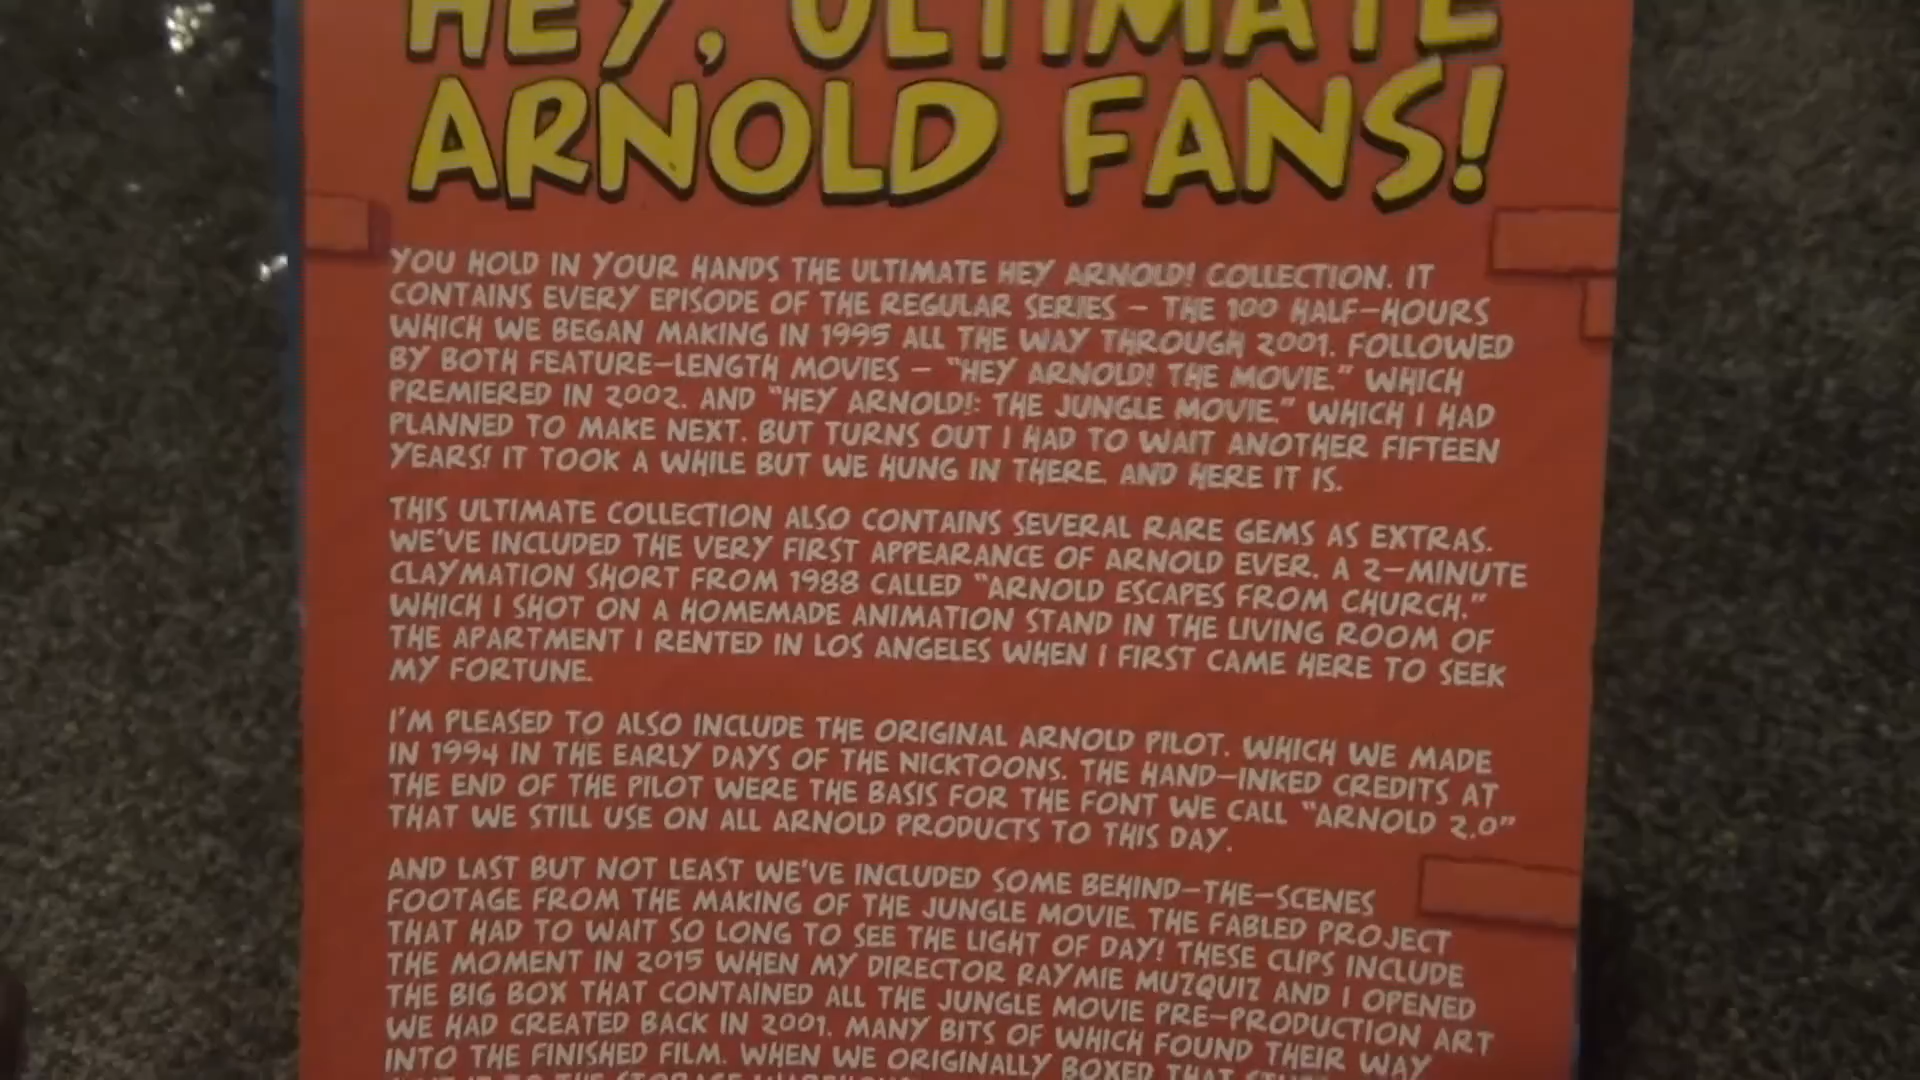 HEY, ULTIMATE
ARNOLD FANS!
YOU HOLD IN YOUR HANDS THE ULTIMATE HEY ARNOLD! COLLECTION. IT
CONTAINS EVERY EPISODE OF THE REGULAR SERIES – THE 100 HALF-HOURS
WHICH WE BEGAN MAKING IN 1995 ALL THE WAY THROUGH 2001. FOLLOWED
BY BOTH FEATURE-LENGTH MOVIES – "HEY ARNOLD! THE MOVIE." WHICH
PREMIERED IN 2002. AND "HEY ARNOLD!: THE JUNGLE MOVIE." WHICH I HAD
PLANNED TO MAKE NEXT. BUT TURNS OUT I HAD TO WAIT ANOTHER FIFTEEN
YEARS! IT TOOK A WHILE BUT WE HUNG IN THERE. AND HERE IT IS.
THIS ULTIMATE COLLECTION ALSO CONTAINS SEVERAL RARE GEMS AS EXTRAS.
WE'VE INCLUDED THE VERY FIRST APPEARANCE OF ARNOLD EVER. A 2-MINUTE
CLAYMATION SHORT FROM 1988 CALLED "ARNOLD ESCAPES FROM CHURCH."
WHICH I SHOT ON A HOMEMADE ANIMATION STAND IN THE LIVING ROOM OF
THE APARTMENT I RENTED IN LOS ANGELES WHEN I FIRST CAME HERE TO SEEK
MY FORTUNE.
I'M PLEASED TO ALSO INCLUDE THE ORIGINAL ARNOLD PILOT. WHICH WE MADE
IN 1994 IN THE EARLY DAYS OF THE NICKTOONS. THE HAND-INKED CREDITS AT
THE END OF THE PILOT WERE THE BASIS FOR THE FONT WE CALL "ARNOLD 2.0"
THAT WE STILL USE ON ALL ARNOLD PRODUCTS TO THIS DAY.
AND LAST BUT NOT LEAST WE'VE INCLUDED SOME BEHIND-THE-SCENES
FOOTAGE FROM THE MAKING OF THE JUNGLE MOVIE. THE FABLED PROJECT
THAT HAD TO WAIT SO LONG TO SEE THE LIGHT OF DAY! THESE CLIPS INCLUDE
THE MOMENT IN 2015 WHEN MY DIRECTOR RAYMIE MUZQUIZ AND I OPENED
THE BIG BOX THAT CONTAINED ALL THE JUNGLE MOVIE PRE-PRODUCTION ART
WE HAD CREATED BACK IN 2001. MANY BITS OF WHICH FOUND THEIR WAY
INTO THE FINISHED FILM. WHEN WE ORIGINALLY BOXED THAT